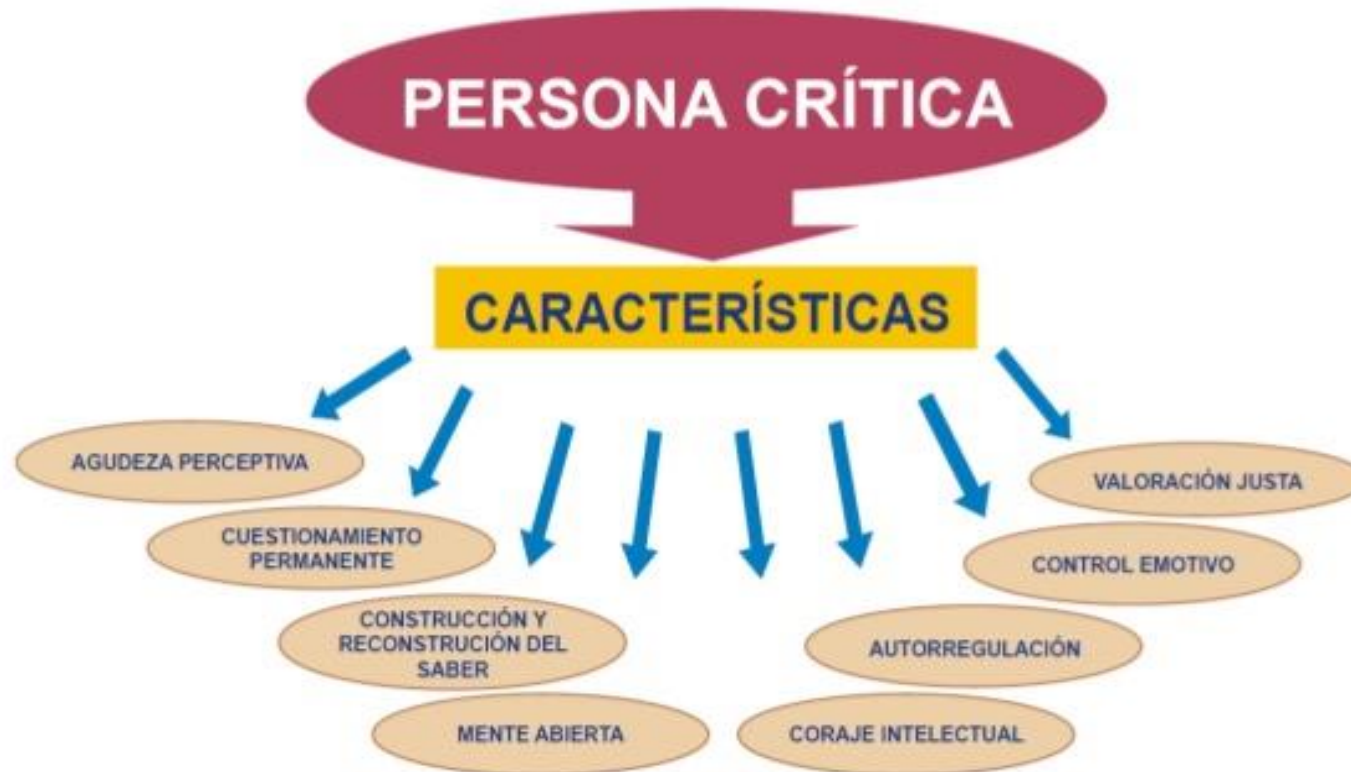 PERSONA CRÍTICA
CARACTERÍSTICAS
AGUDEZA PERCEPTIVA
CUESTIONAMIENTO
PERMANENTE
CONSTRUCCIÓN Y
RECONSTRUCIÓN DEL
SABER
MENTE ABIERTA
CORAJE INTELECTUAL
AUTORREGULACIÓN
CONTROL EMOTIVO
VALORACIÓN JUSTA